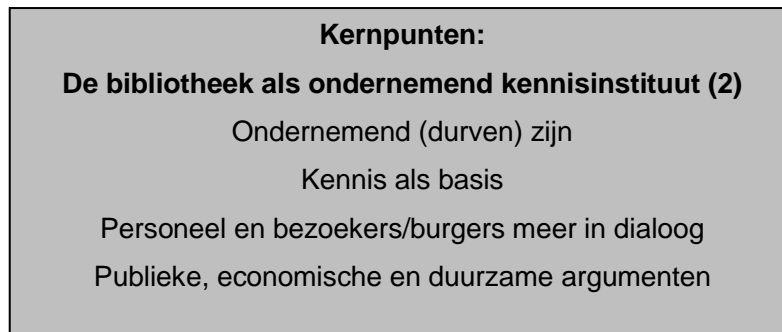 Kernpunten:
De bibliotheek als ondernemend kennisinstituut (2)
Ondernemend (durven) zijn
Kennis als basis
Personeel en bezoekers/burgers meer in dialoog
Publieke, economische en duurzame argumenten